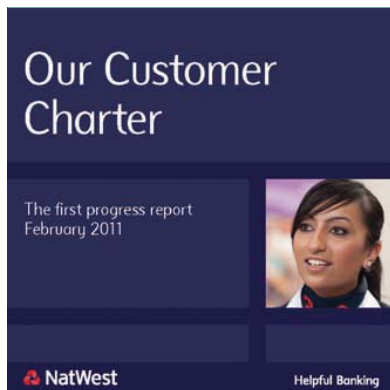 Our Customer
Charter
The first progress report
February 2011
NatWest
Helpful Banking